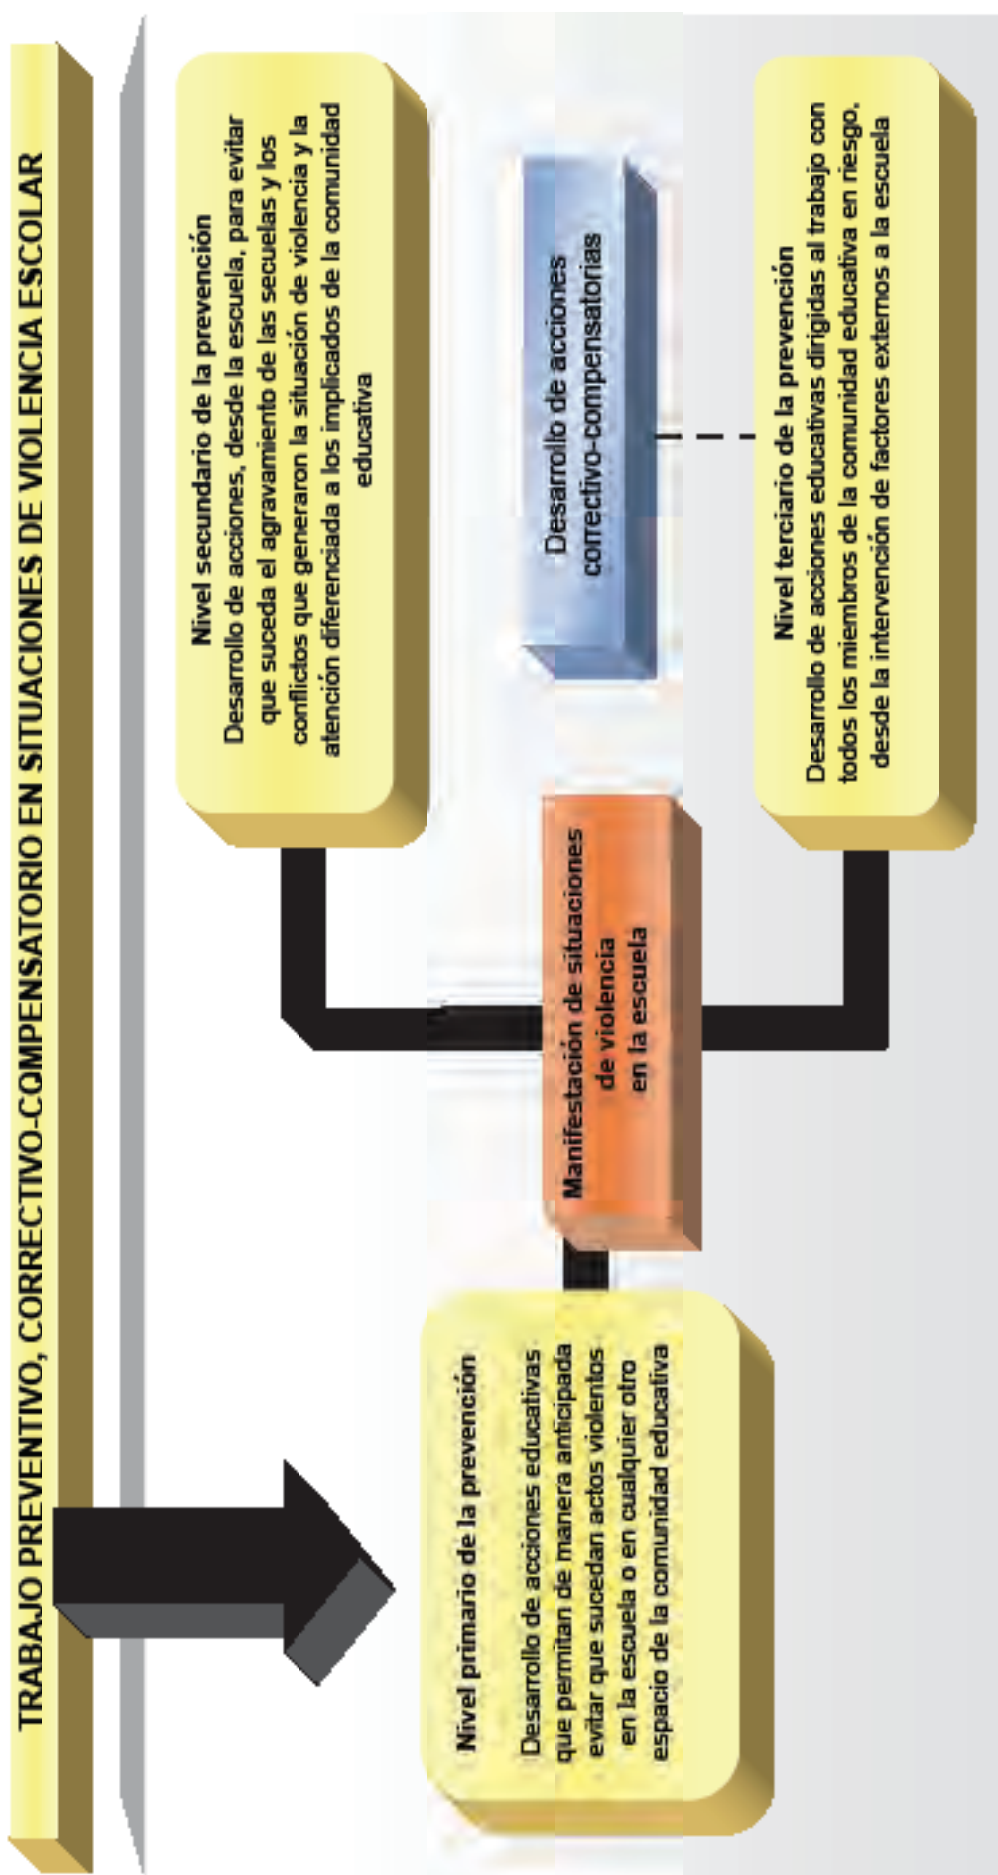 TRABAJO PREVENTIVO, CORRECTIVO-COMPENSATORIO EN SITUACIONES DE VIOLENCIA ESCOLAR
Nivel primario de la prevención
Desarrollo de acciones educativas
que permitan de manera anticipada
evitar que sucedan actos violentos
en la escuela o en cualquier otro
espacio de la comunidad educativa
Manifestación de situaciones
de violencia
en la escuela
Nivel secundario de la prevención
Desarrollo de acciones, desde la escuela, para evitar
que suceda el agravamiento de las secuelas y los
conflictos que generaron la situación de violencia y la
atención diferenciada a los implicados de la comunidad
educativa
Desarrollo de acciones
correctivo-compensatorias
Nivel terciario de la prevención
Desarrollo de acciones educativas dirigidas al trabajo con
todos los miembros de la comunidad educativa en riesgo,
desde la intervención de factores externos a la escuela